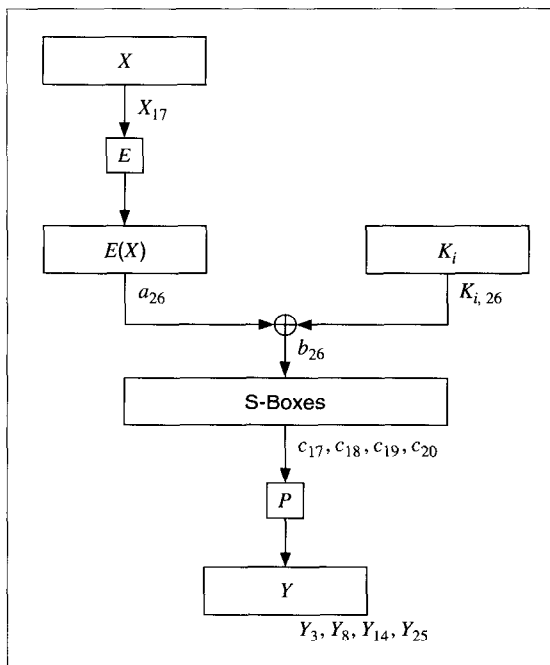 X
X₁₇
E
E(X)
Kᵢ
a₂₆
Kᵢ, ₂₆
⊕
b₂₆
S-Boxes
c₁₇, c₁₈, c₁₉, c₂₀
P
Y
Y₃, Y₈, Y₁₄, Y₂₅